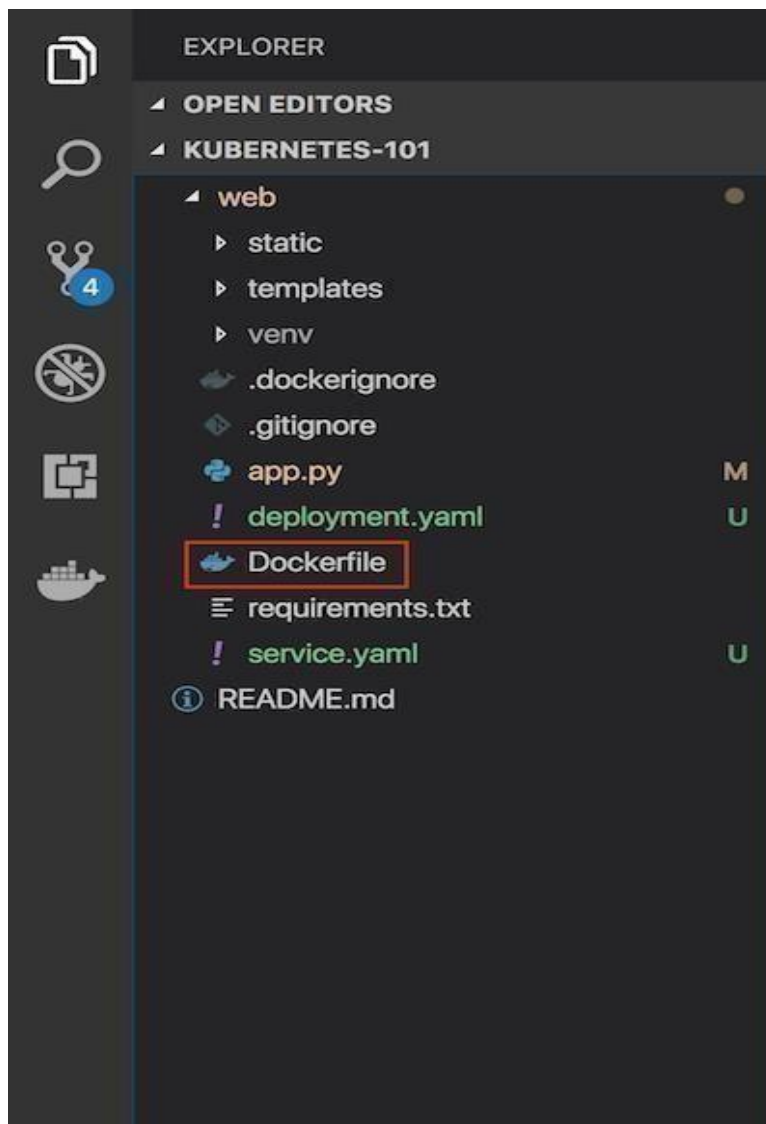 EXPLORER
OPEN EDITORS
KUBERNETES-101
web
static
templates
4
venv
.dockerignore
.gitignore
app.py M
deployment.yaml U
Dockerfile
requirements.txt
service.yaml U
README.md